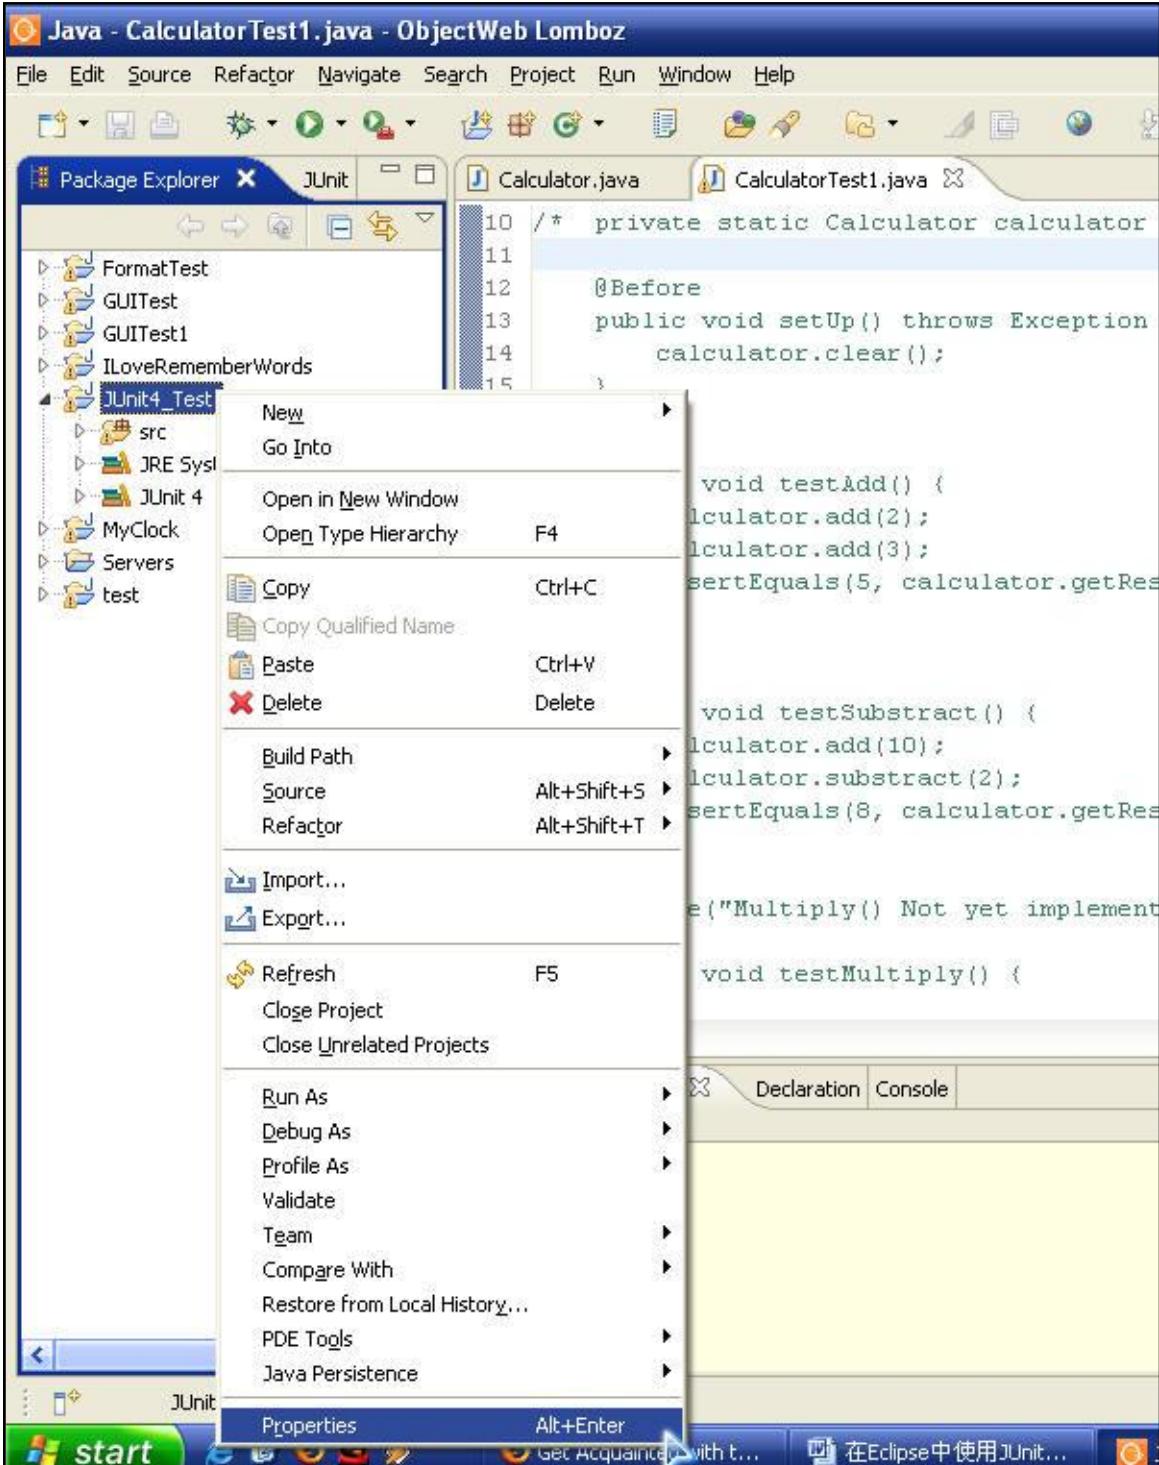 Java - CalculatorTest1.java - ObjectWeb Lomboz
File Edit Source Refactor Navigate Search Project Run Window Help
Package Explorer JUnit
Calculator.java CalculatorTest1.java
FormatTest
GUITest
GUITest1
ILoveRememberWords
JUnit4_Test
src
JRE Syst
JUnit 4
MyClock
Servers
test
10 /* private static Calculator calculator
11
12 @Before
13 public void setUp() throws Exception
14 calculator.clear();
15 }
void testAdd() {
lculator.add(2);
lculator.add(3);
sertEquals(5, calculator.getRes
void testSubstract() {
lculator.add(10);
lculator.substract(2);
sertEquals(8, calculator.getRes
e("Multiply() Not yet implement
void testMultiply() {
New
Go Into
Open in New Window
Open Type Hierarchy F4
Copy Ctrl+C
Copy Qualified Name
Paste Ctrl+V
Delete Delete
Build Path
Source Alt+Shift+S
Refactor Alt+Shift+T
Import...
Export...
Refresh F5
Close Project
Close Unrelated Projects
Run As
Debug As
Profile As
Validate
Team
Compare With
Restore from Local History...
PDE Tools
Java Persistence
Properties Alt+Enter
Declaration Console
JUnit
start
Get Acquainted with t...
在Eclipse中使用JUnit...